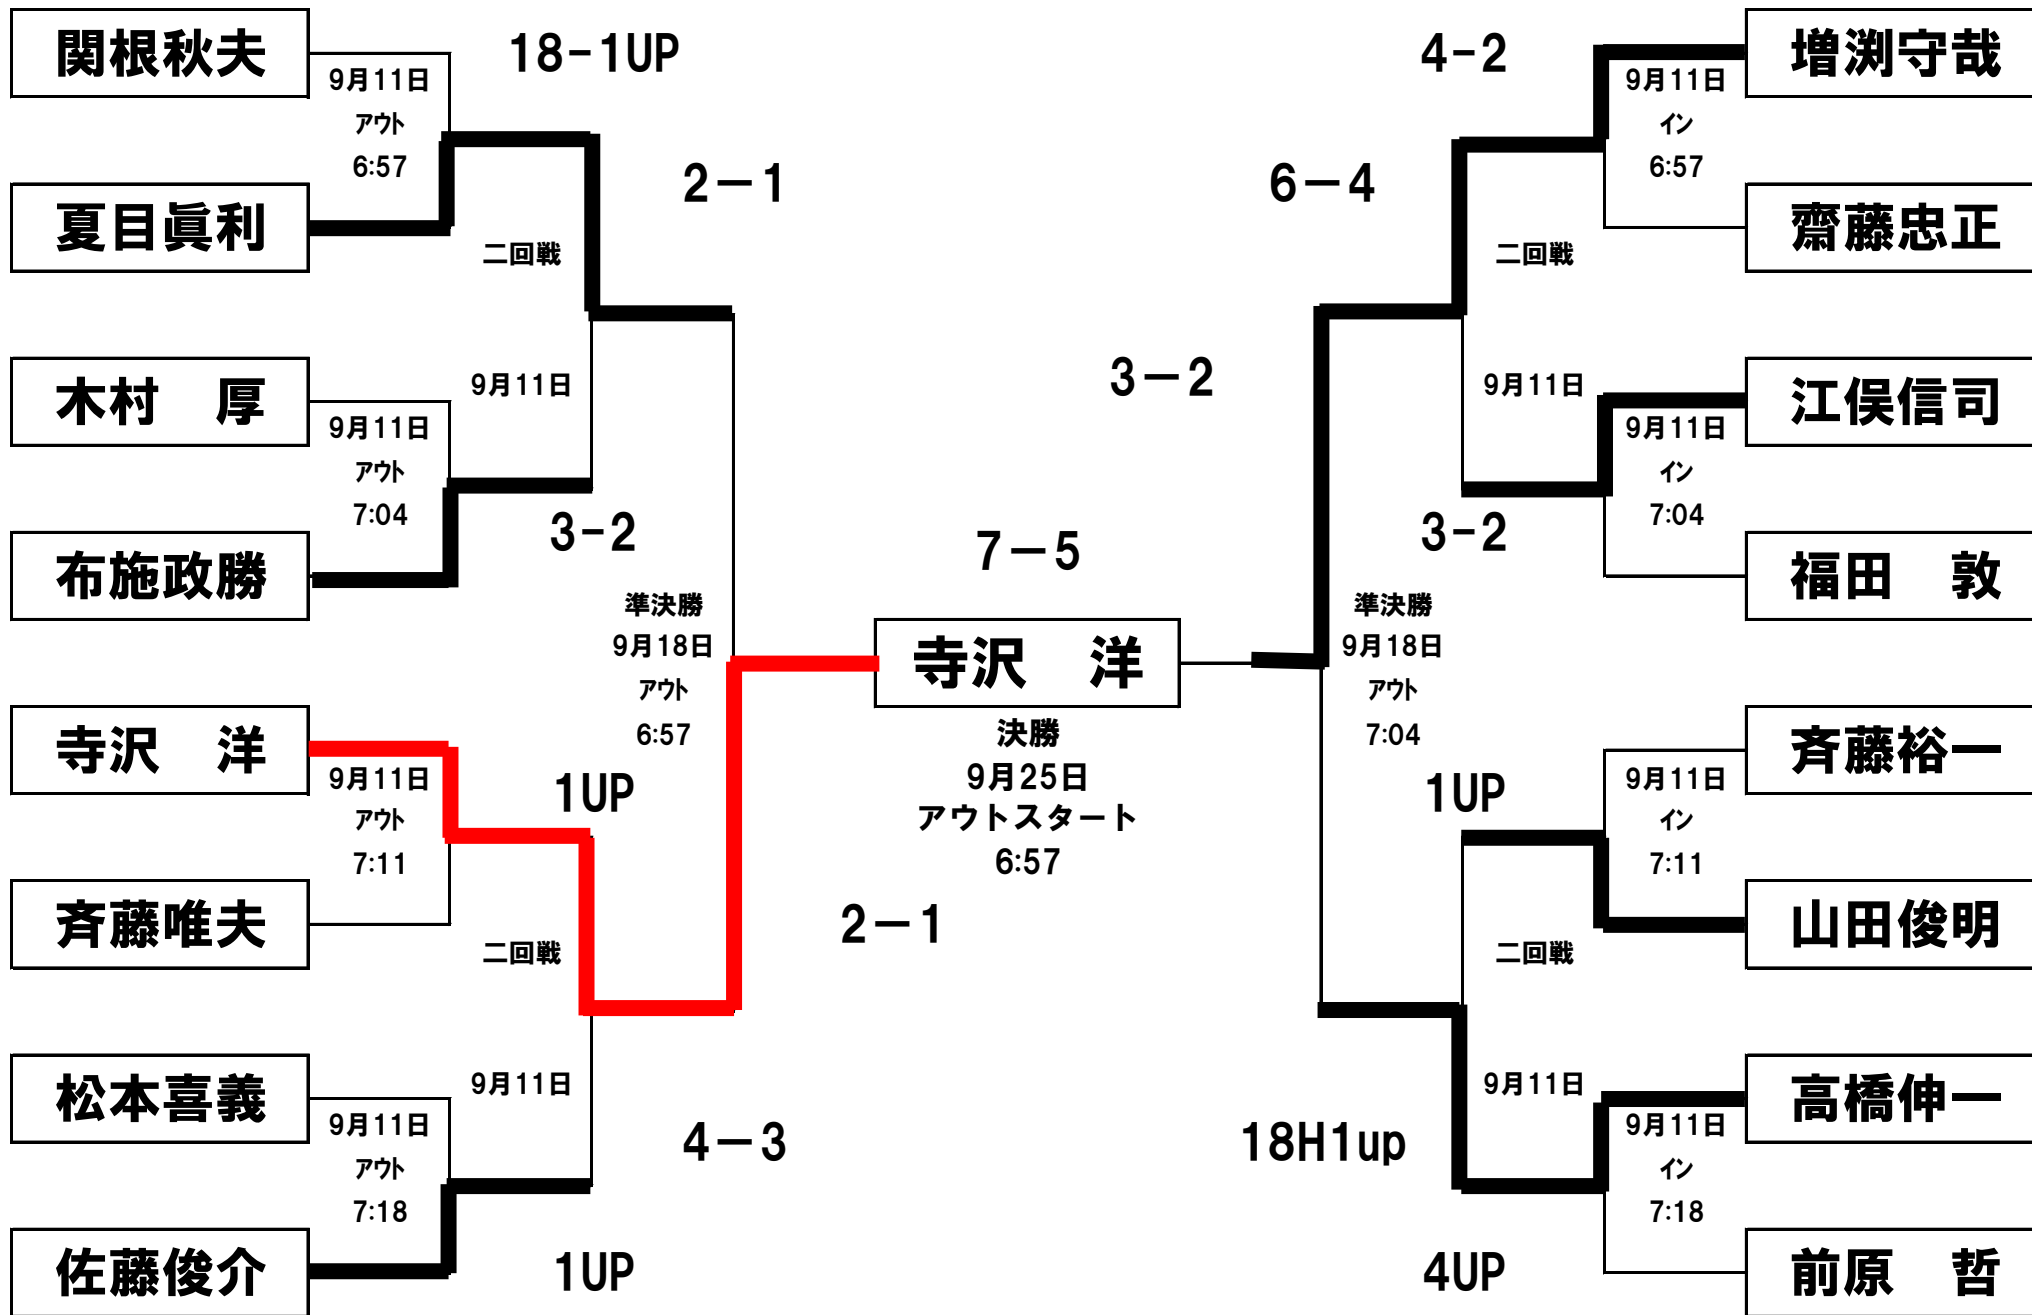 関根秋夫
9月11日
アウト
6:57
18-1UP
夏目眞利
二回戦
2－1
木村　厚
9月11日
アウト
7:04
9月11日
布施政勝
3-2
準決勝
9月18日
アウト
6:57
寺沢　洋
9月11日
アウト
7:11
1UP
斉藤唯夫
二回戦
2－1
松本喜義
9月11日
アウト
7:18
9月11日
4－3
佐藤俊介
1UP
7－5
寺沢　洋
決勝
9月25日
アウトスタート
6:57
4-2
増渕守哉
9月11日
イン
6:57
6－4
齋藤忠正
二回戦
3－2
9月11日
江俣信司
9月11日
イン
7:04
3-2
福田　敦
準決勝
9月18日
アウト
7:04
斉藤裕一
9月11日
イン
7:11
1UP
山田俊明
二回戦
9月11日
高橋伸一
9月11日
イン
7:18
18H1up
前原　哲
4UP